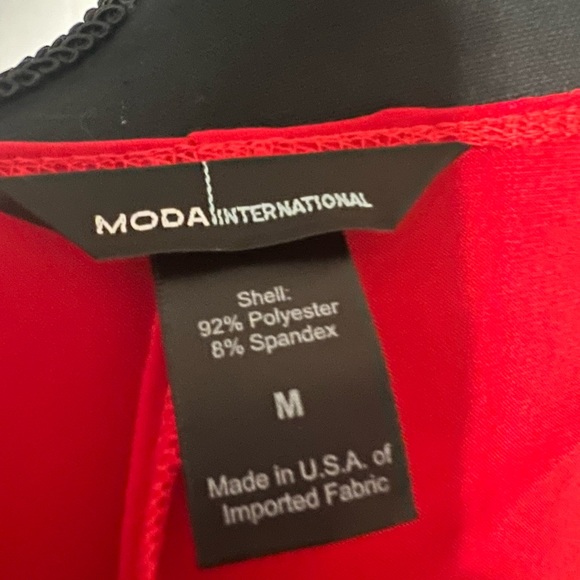 MODA INTERNATIONAL
Shell:
92% Polyester
8% Spandex
M
Made in U.S.A. of
Imported Fabric